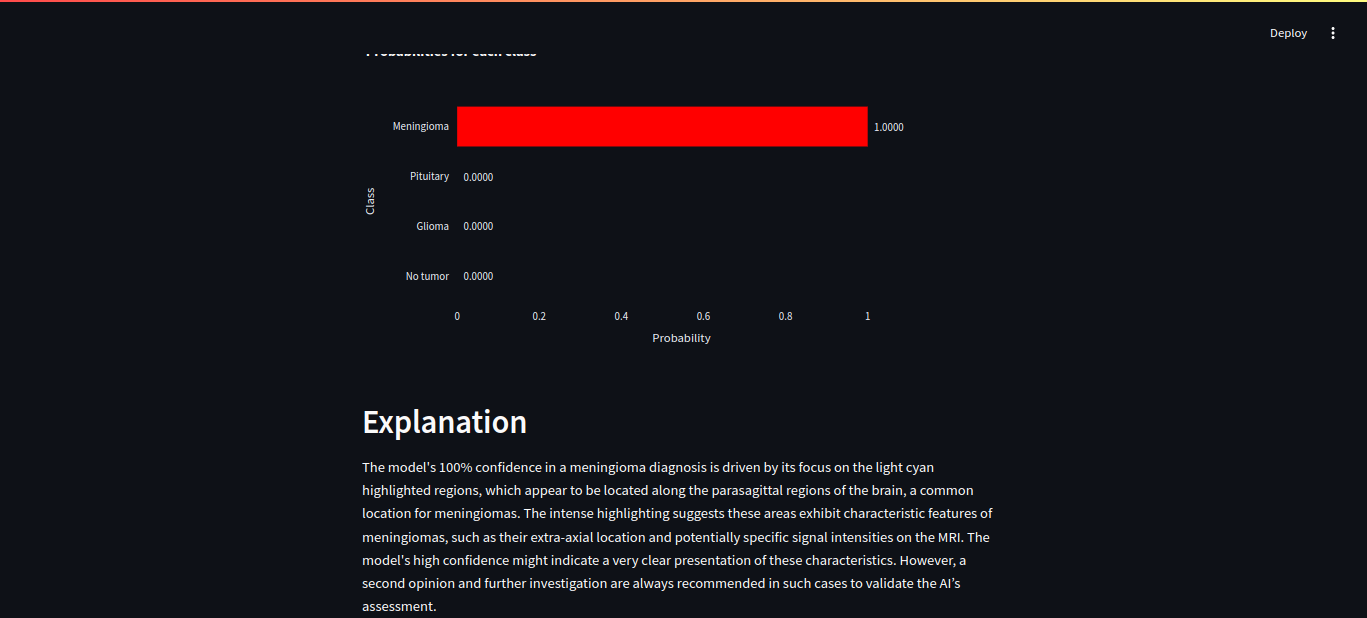 Deploy
Probabilities for each class
Meningioma
1.0000
Pituitary
0.0000
Class
Glioma
0.0000
No tumor
0.0000
0 0.2 0.4 0.6 0.8 1
Probability
Explanation
The model's 100% confidence in a meningioma diagnosis is driven by its focus on the light cyan
highlighted regions, which appear to be located along the parasagittal regions of the brain, a common
location for meningiomas. The intense highlighting suggests these areas exhibit characteristic features of
meningiomas, such as their extra-axial location and potentially specific signal intensities on the MRI. The
model's high confidence might indicate a very clear presentation of these characteristics. However, a
second opinion and further investigation are always recommended in such cases to validate the AI’s
assessment.